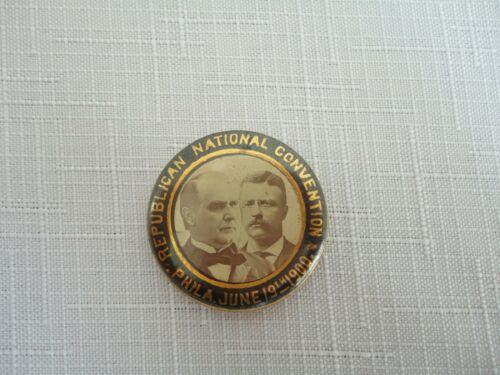 "REPUBLICAN NATIONAL CONVENTION"
PHILA. JUNE 19TH 1900.